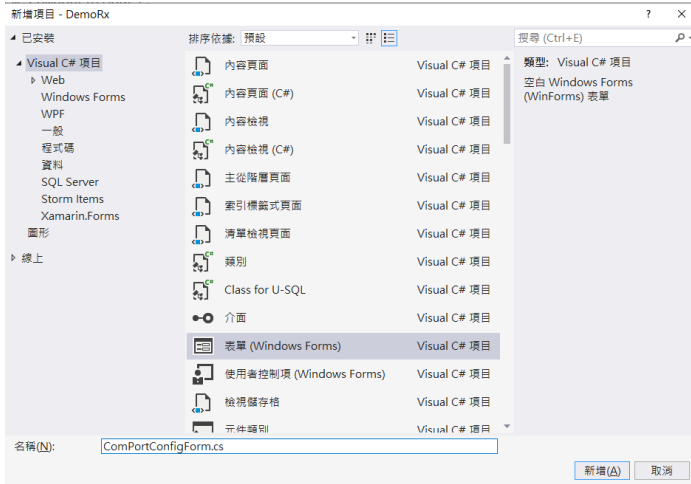 新增項目 - DemoRx
? ×
已安裝
排序依據: 預設
搜尋 (Ctrl+E)
Visual C# 項目
Web
Windows Forms
WPF
一般
程式碼
資料
SQL Server
Storm Items
Xamarin.Forms
圖形
線上
內容頁面 Visual C# 項目
內容頁面 (C#) Visual C# 項目
內容檢視 Visual C# 項目
內容檢視 (C#) Visual C# 項目
主從階層頁面 Visual C# 項目
索引標籤式頁面 Visual C# 項目
清單檢視頁面 Visual C# 項目
類別 Visual C# 項目
Class for U-SQL Visual C# 項目
介面 Visual C# 項目
表單 (Windows Forms) Visual C# 項目
使用者控制項 (Windows Forms) Visual C# 項目
檢視儲存格 Visual C# 項目
元件類別 Visual C# 項目
類型: Visual C# 項目
空白 Windows Forms
(WinForms) 表單
名稱(N): ComPortConfigForm.cs
新增(A) 取消